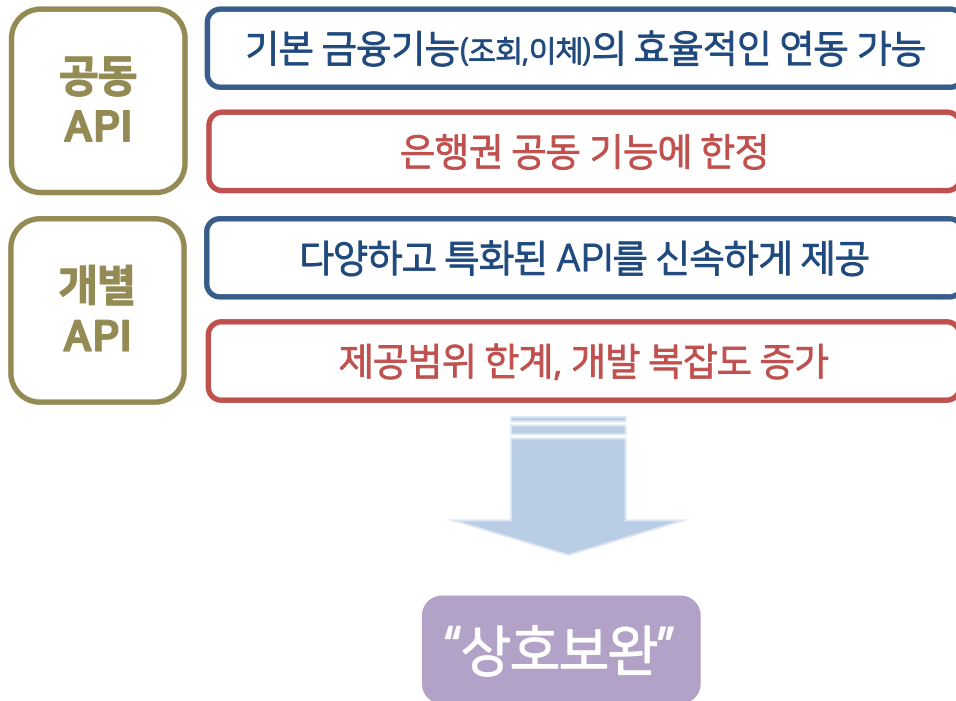 공동
API
기본 금융기능(조회,이체)의 효율적인 연동 가능
은행권 공동 기능에 한정
개별
API
다양하고 특화된 API를 신속하게 제공
제공범위 한계, 개발 복잡도 증가
“상호보완”